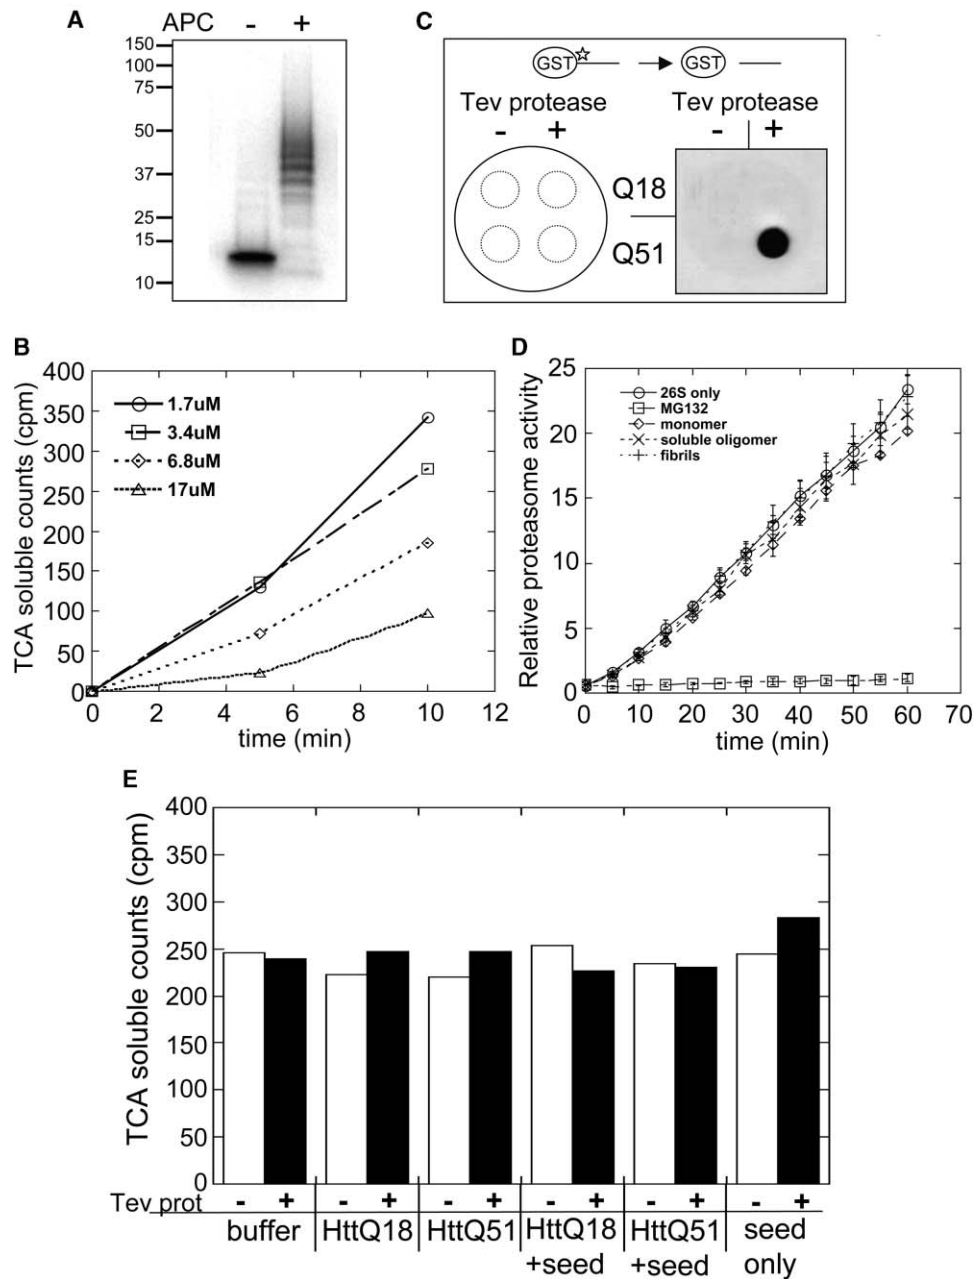 A
APC - +
150
100
75
50
37
25
15
10
C
GST GST
Tev protease Tev protease
- + - +
Q18
Q51
B
400
350
300
250
200
150
100
50
0
TCA soluble counts (cpm)
1.7uM
3.4uM
6.8uM
17uM
0 2 4 6 8 10 12
time (min)
D
25
20
15
10
5
0
Relative proteasome activity
26S only
MG132
monomer
soluble oligomer
fibrils
0 10 20 30 40 50 60 70
time (min)
E
400
350
300
250
200
150
100
50
0
TCA soluble counts (cpm)
Tev prot - + - + - + - + - + - +
buffer HttQ18 HttQ51 HttQ18 HttQ51 seed
+seed +seed only